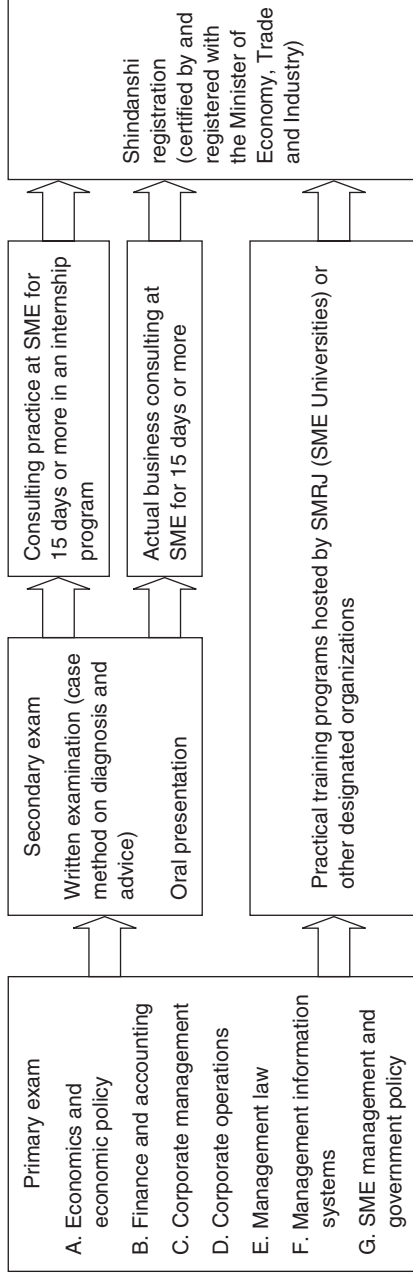 Primary exam
A. Economics and
economic policy
B. Finance and accounting
C. Corporate management
D. Corporate operations
E. Management law
F. Management information
systems
G. SME management and
government policy
Secondary exam
Written examination (case
method on diagnosis and
advice)
Oral presentation
Consulting practice at SME for
15 days or more in an internship
program
Actual business consulting at
SME for 15 days or more
Practical training programs hosted by SMRJ (SME Universities) or
other designated organizations
Shindanshi
registration
(certified by and
registered with
the Minister of
Economy, Trade
and Industry)